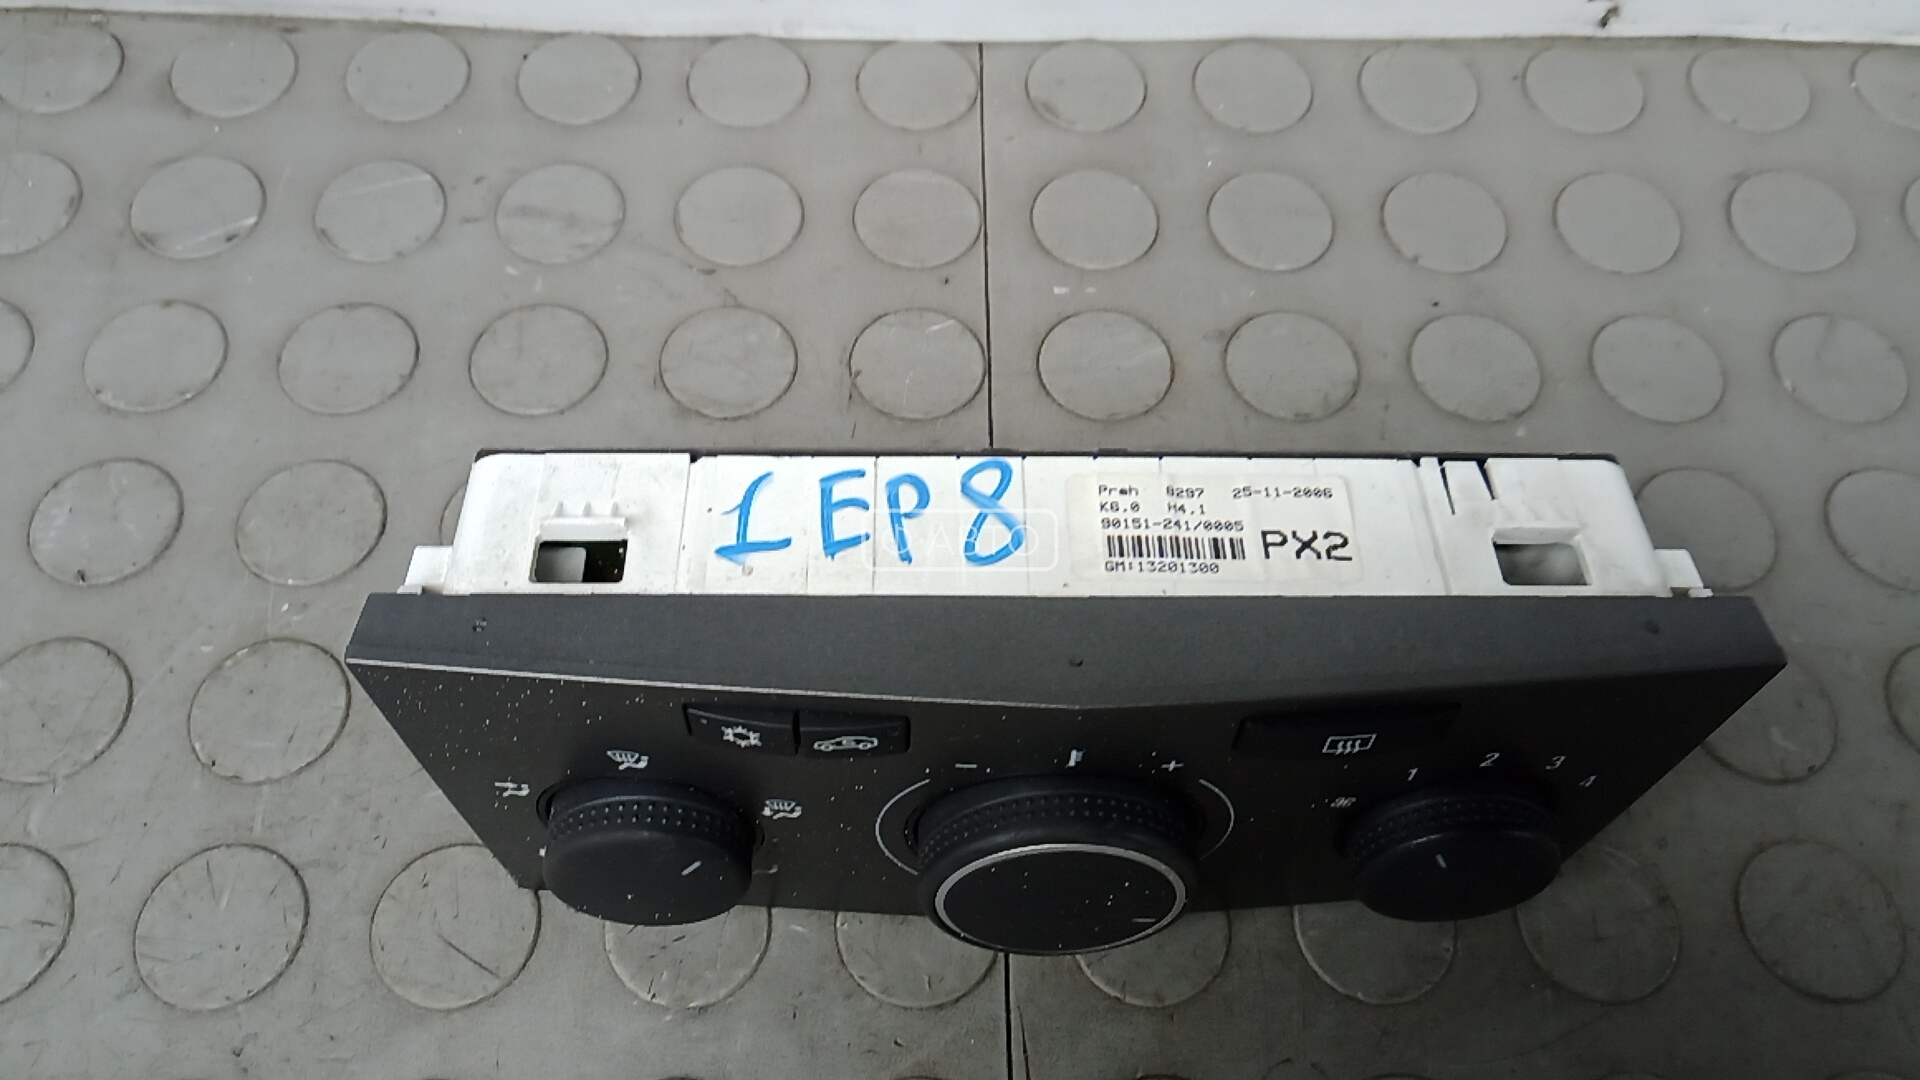 1EP8
Preh 8297 25-11-2006
K6.0 H4.1
90151-241/0005
PX2
GM:13201300
С-АВТО
- +
1 2 3 4